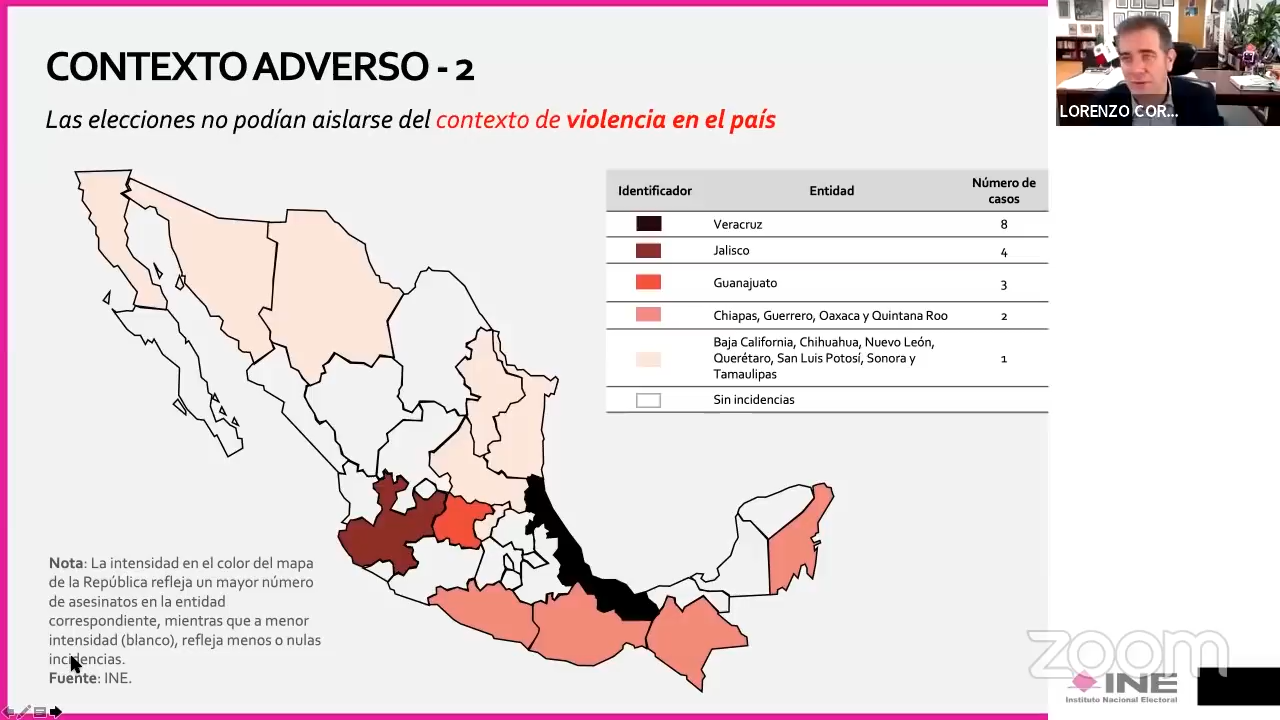 CONTEXTO ADVERSO - 2
Las elecciones no podían aislarse del contexto de violencia en el país
Identificador Entidad Número de casos
Veracruz 8
Jalisco 4
Guanajuato 3
Chiapas, Guerrero, Oaxaca y Quintana Roo 2
Baja California, Chihuahua, Nuevo León,
Querétaro, San Luis Potosí, Sonora y 1
Tamaulipas
Sin incidencias
Nota: La intensidad en el color del mapa
de la República refleja un mayor número
de asesinatos en la entidad
correspondiente, mientras que a menor
intensidad (blanco), refleja menos o nulas
incidencias.
Fuente: INE.
LORENZO COR...
zoom
INE
Instituto Nacional Electoral